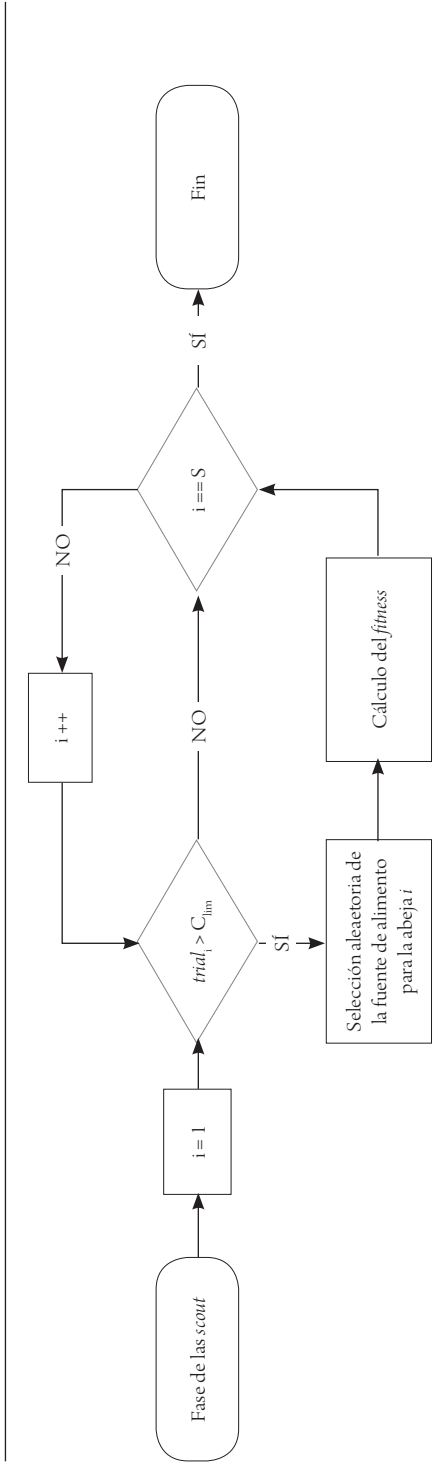 Fase de las scout
i = 1
trial_i > C_lim
NO
SÍ
Selección aleaetoria de
la fuente de alimento
para la abeja i
Cálculo del fitness
i == S
NO
i ++
SÍ
Fin